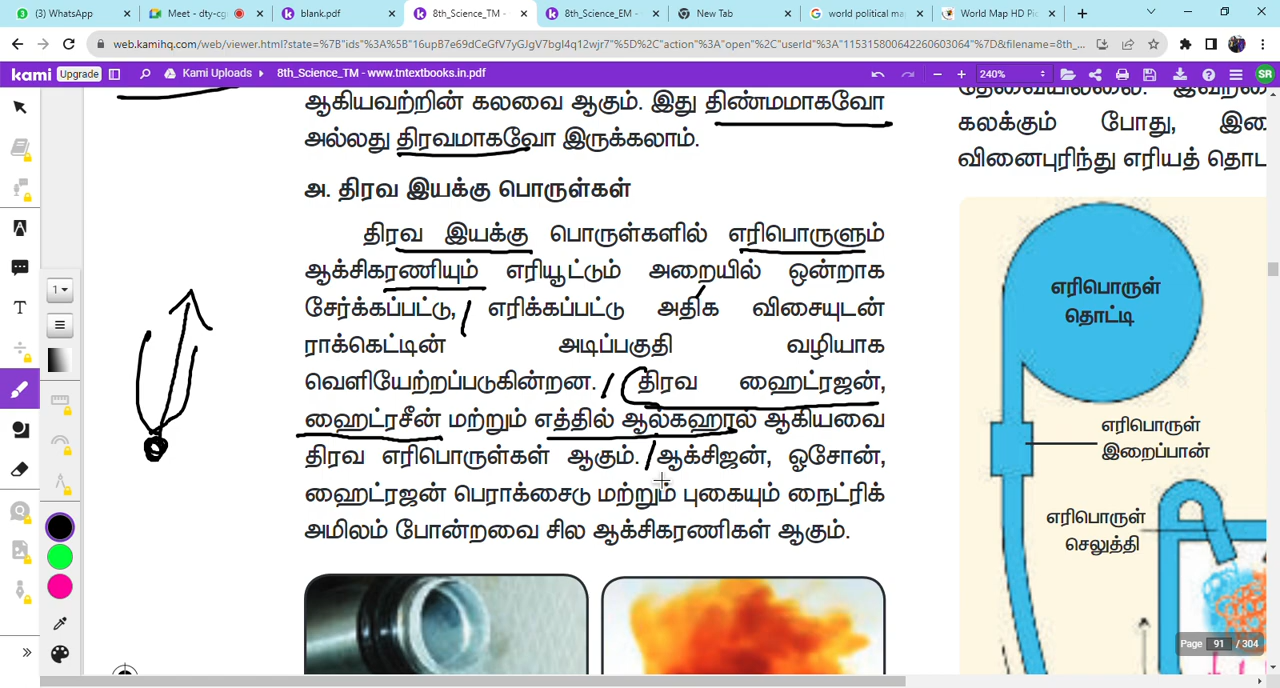 (3) WhatsApp
Meet - dty-cg
blank.pdf
8th_Science_TM -
8th_Science_EM -
New Tab
world political ma
World Map HD Pic
web.kamihq.com/web/viewer.html?state=%7B"ids"%3A%5B"16upB7e69dCeGfV7yGJgV7bgI4q12wjr7"%5D%2C"action"%3A"open"%2C"userId"%3A"115315800642260603064"%7D&filename=8th_...
kami Upgrade Kami Uploads 8th_Science_TM - www.tntextbooks.in.pdf 240% SR
ஆகியவற்றின் கலவை ஆகும். இது திண்மமாகவோ
அல்லது திரவமாகவோ இருக்கலாம்.
அ. திரவ இயக்கு பொருள்கள்
திரவ இயக்கு பொருள்களில் எரிபொருளும்
ஆக்சிகரணியும் எரியூட்டும் அறையில் ஒன்றாக
சேர்க்கப்பட்டு, எரிக்கப்பட்டு அதிக விசையுடன்
ராக்கெட்டின் அடிப்பகுதி வழியாக
வெளியேற்றப்படுகின்றன. திரவ ஹைட்ரஜன்,
ஹைட்ரசீன் மற்றும் எத்தில் ஆல்கஹால் ஆகியவை
திரவ எரிபொருள்கள் ஆகும். ஆக்சிஜன், ஓசோன்,
ஹைட்ரஜன் பெராக்சைடு மற்றும் புகையும் நைட்ரிக்
அமிலம் போன்றவை சில ஆக்சிகரணிகள் ஆகும்.
கலக்கும் போது,
வினைபுரிந்து எரியத்
எரிபொருள்
தொட்டி
எரிபொருள்
இறைப்பான்
எரிபொருள்
செலுத்தி
1
T
Page 91 / 304